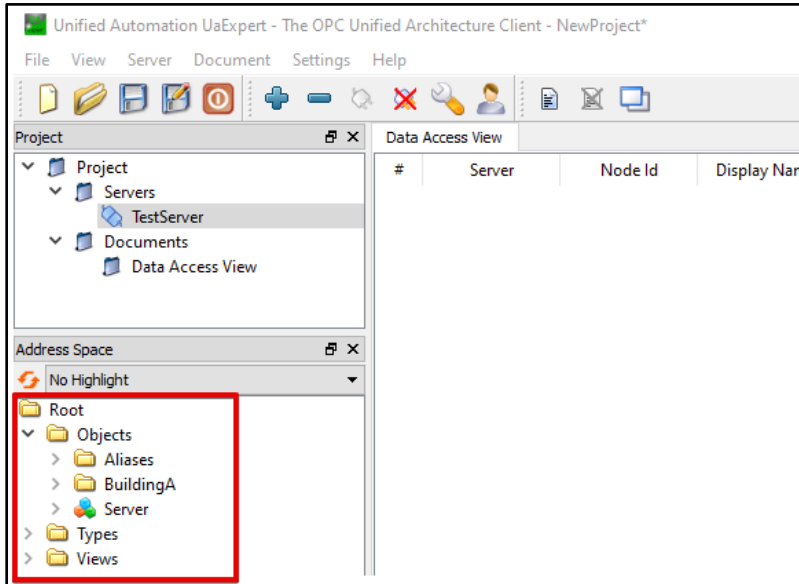 Unified Automation UaExpert - The OPC Unified Architecture Client - NewProject*
File View Server Document Settings Help
Project
Project
Servers
TestServer
Documents
Data Access View
Data Access View
# Server Node Id Display Nar
Address Space
No Highlight
Root
Objects
Aliases
BuildingA
Server
Types
Views